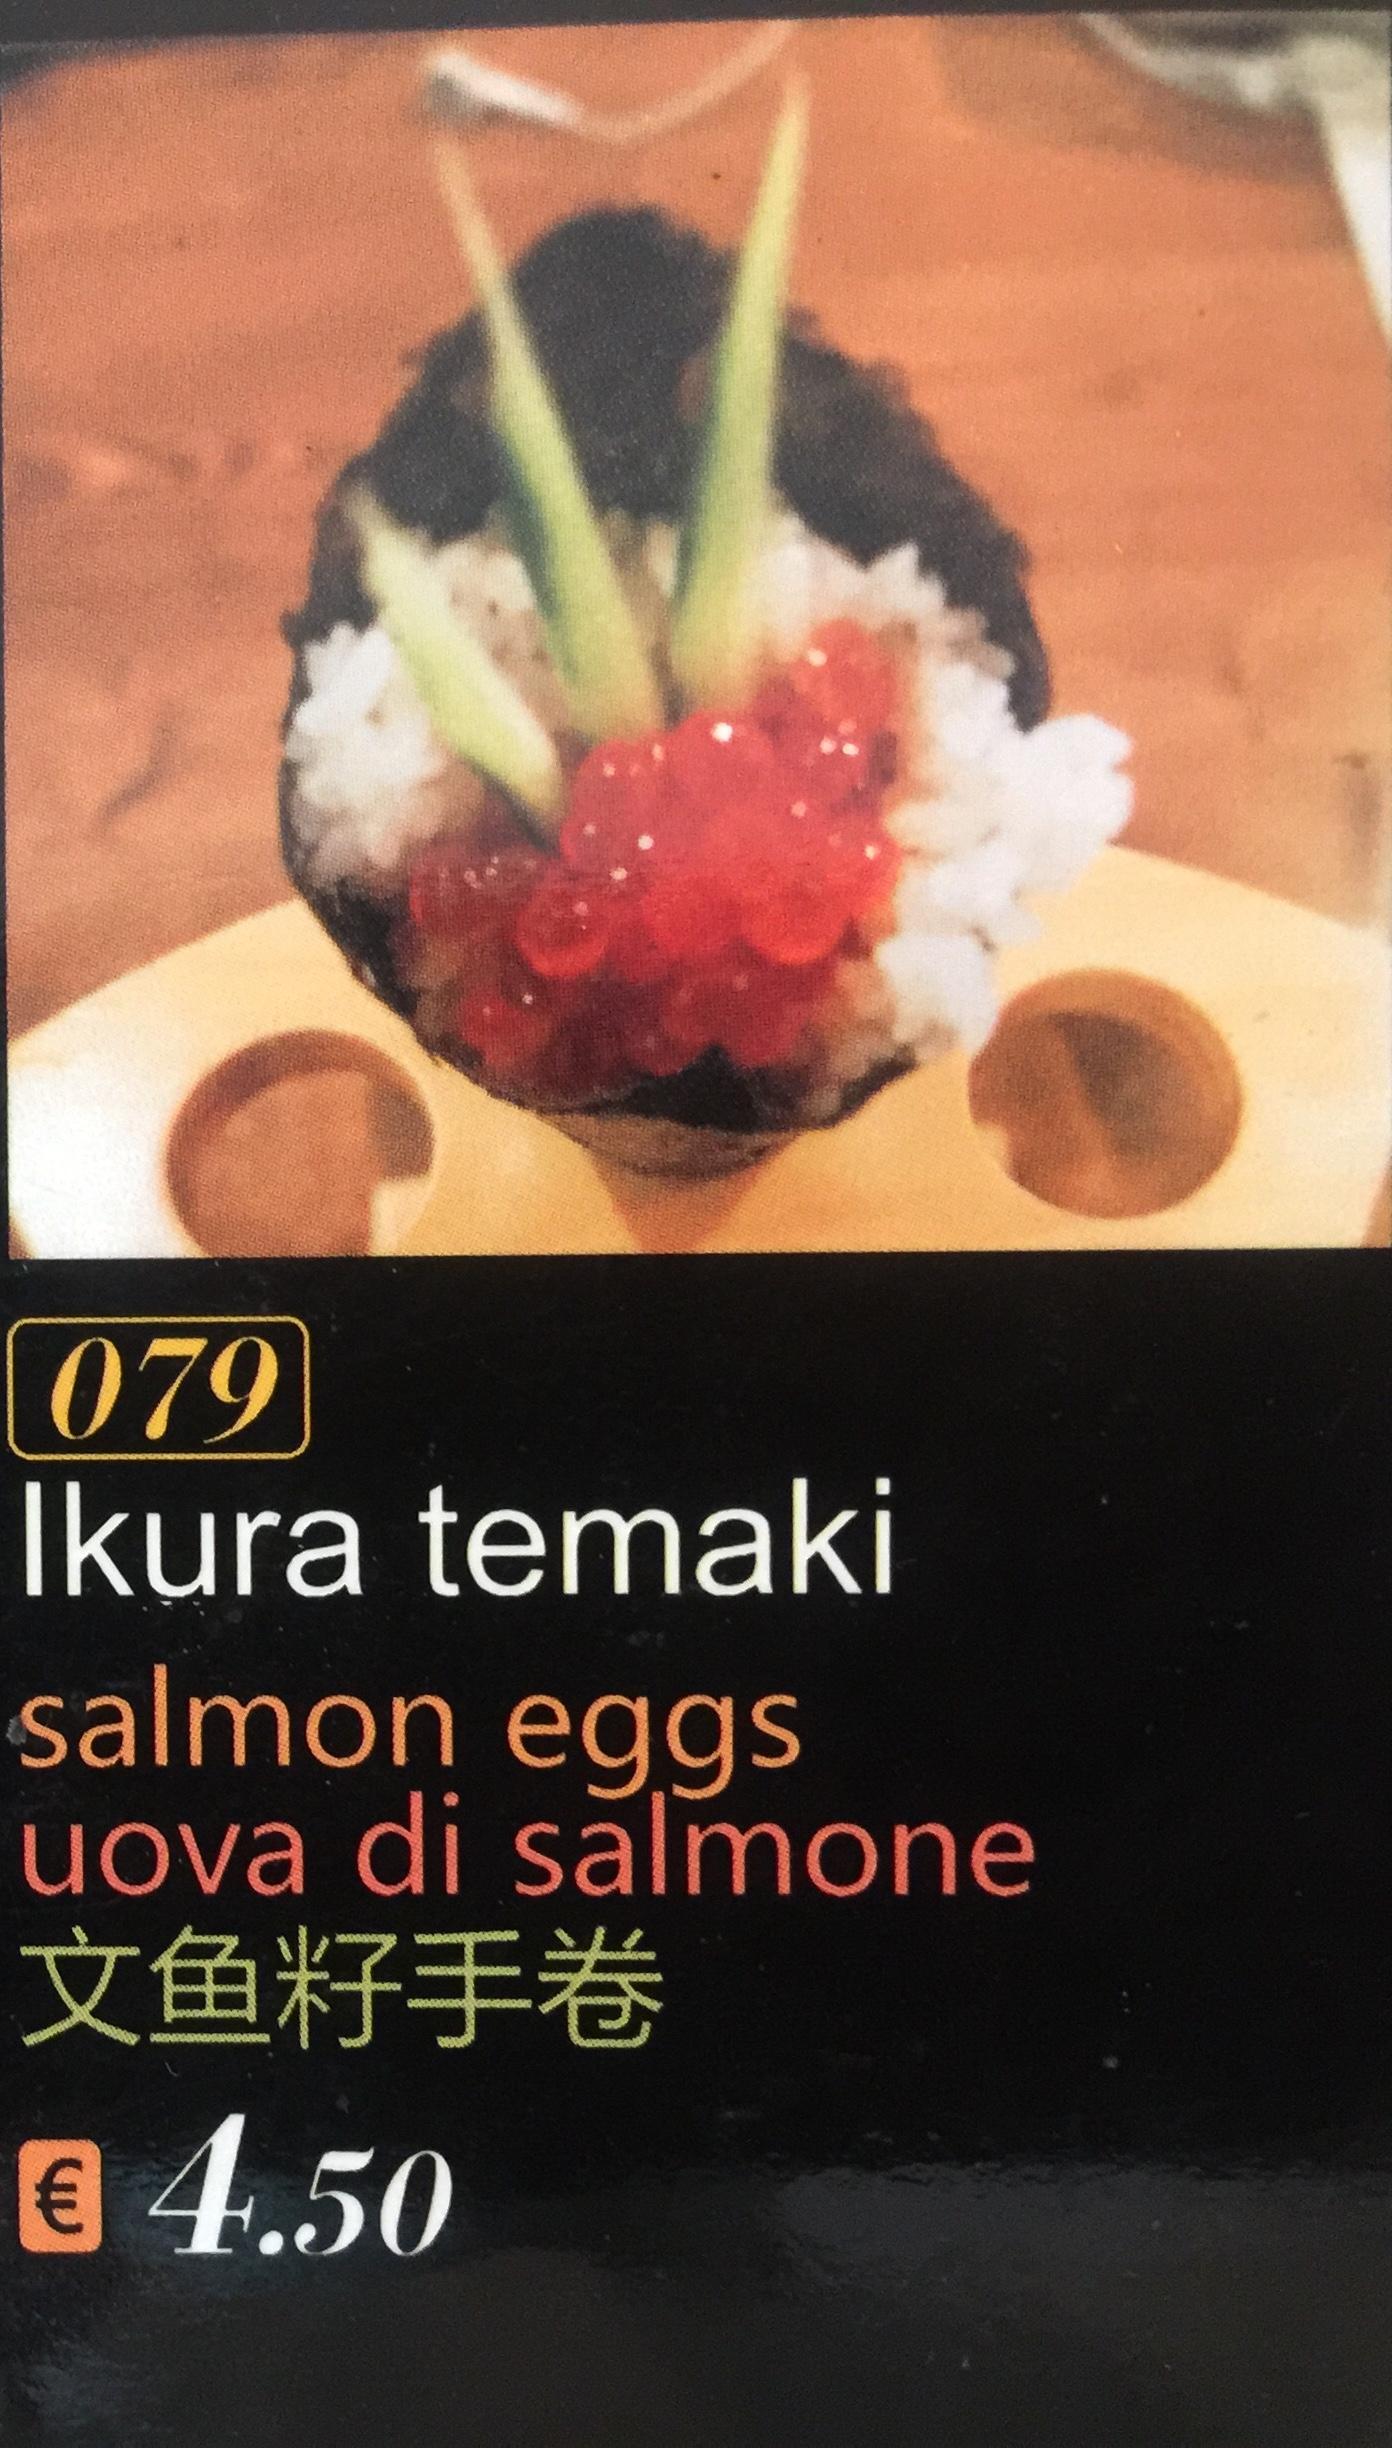 079
Ikura temaki
salmon eggs
uova di salmone
文鱼籽手卷
€ 4.50